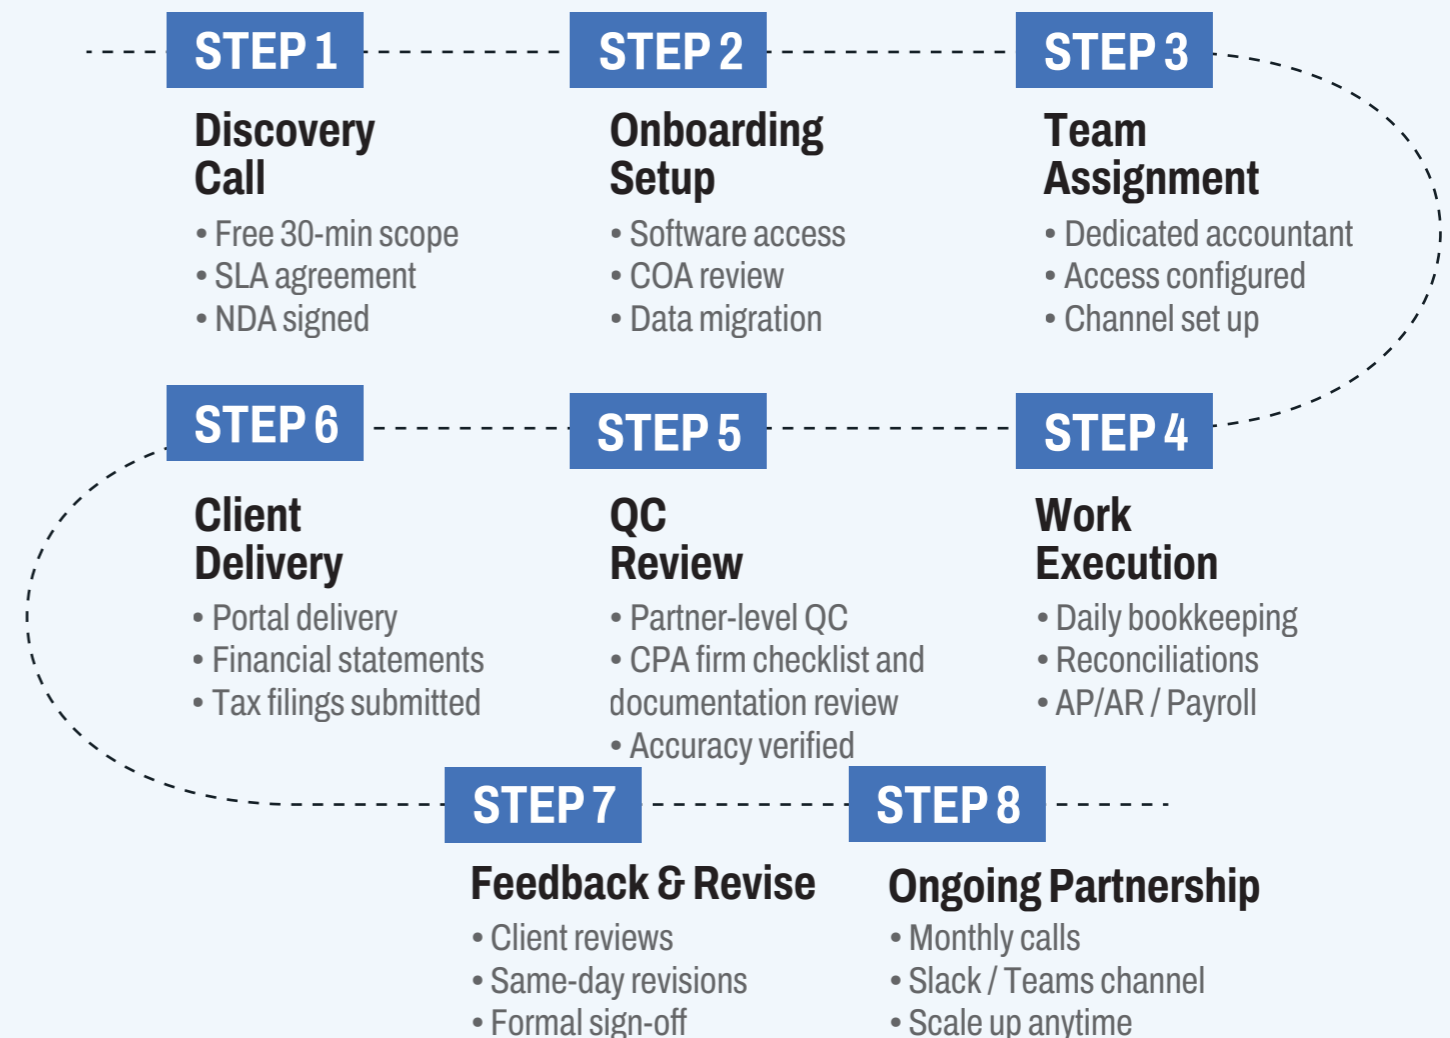 STEP 1
Discovery
Call
• Free 30-min scope
• SLA agreement
• NDA signed
STEP 2
Onboarding
Setup
• Software access
• COA review
• Data migration
STEP 3
Team
Assignment
• Dedicated accountant
• Access configured
• Channel set up
STEP 4
Work
Execution
• Daily bookkeeping
• Reconciliations
• AP/AR / Payroll
STEP 5
QC
Review
• Partner-level QC
• CPA firm checklist and
documentation review
• Accuracy verified
STEP 6
Client
Delivery
• Portal delivery
• Financial statements
• Tax filings submitted
STEP 7
Feedback & Revise
• Client reviews
• Same-day revisions
• Formal sign-off
STEP 8
Ongoing Partnership
• Monthly calls
• Slack / Teams channel
• Scale up anytime